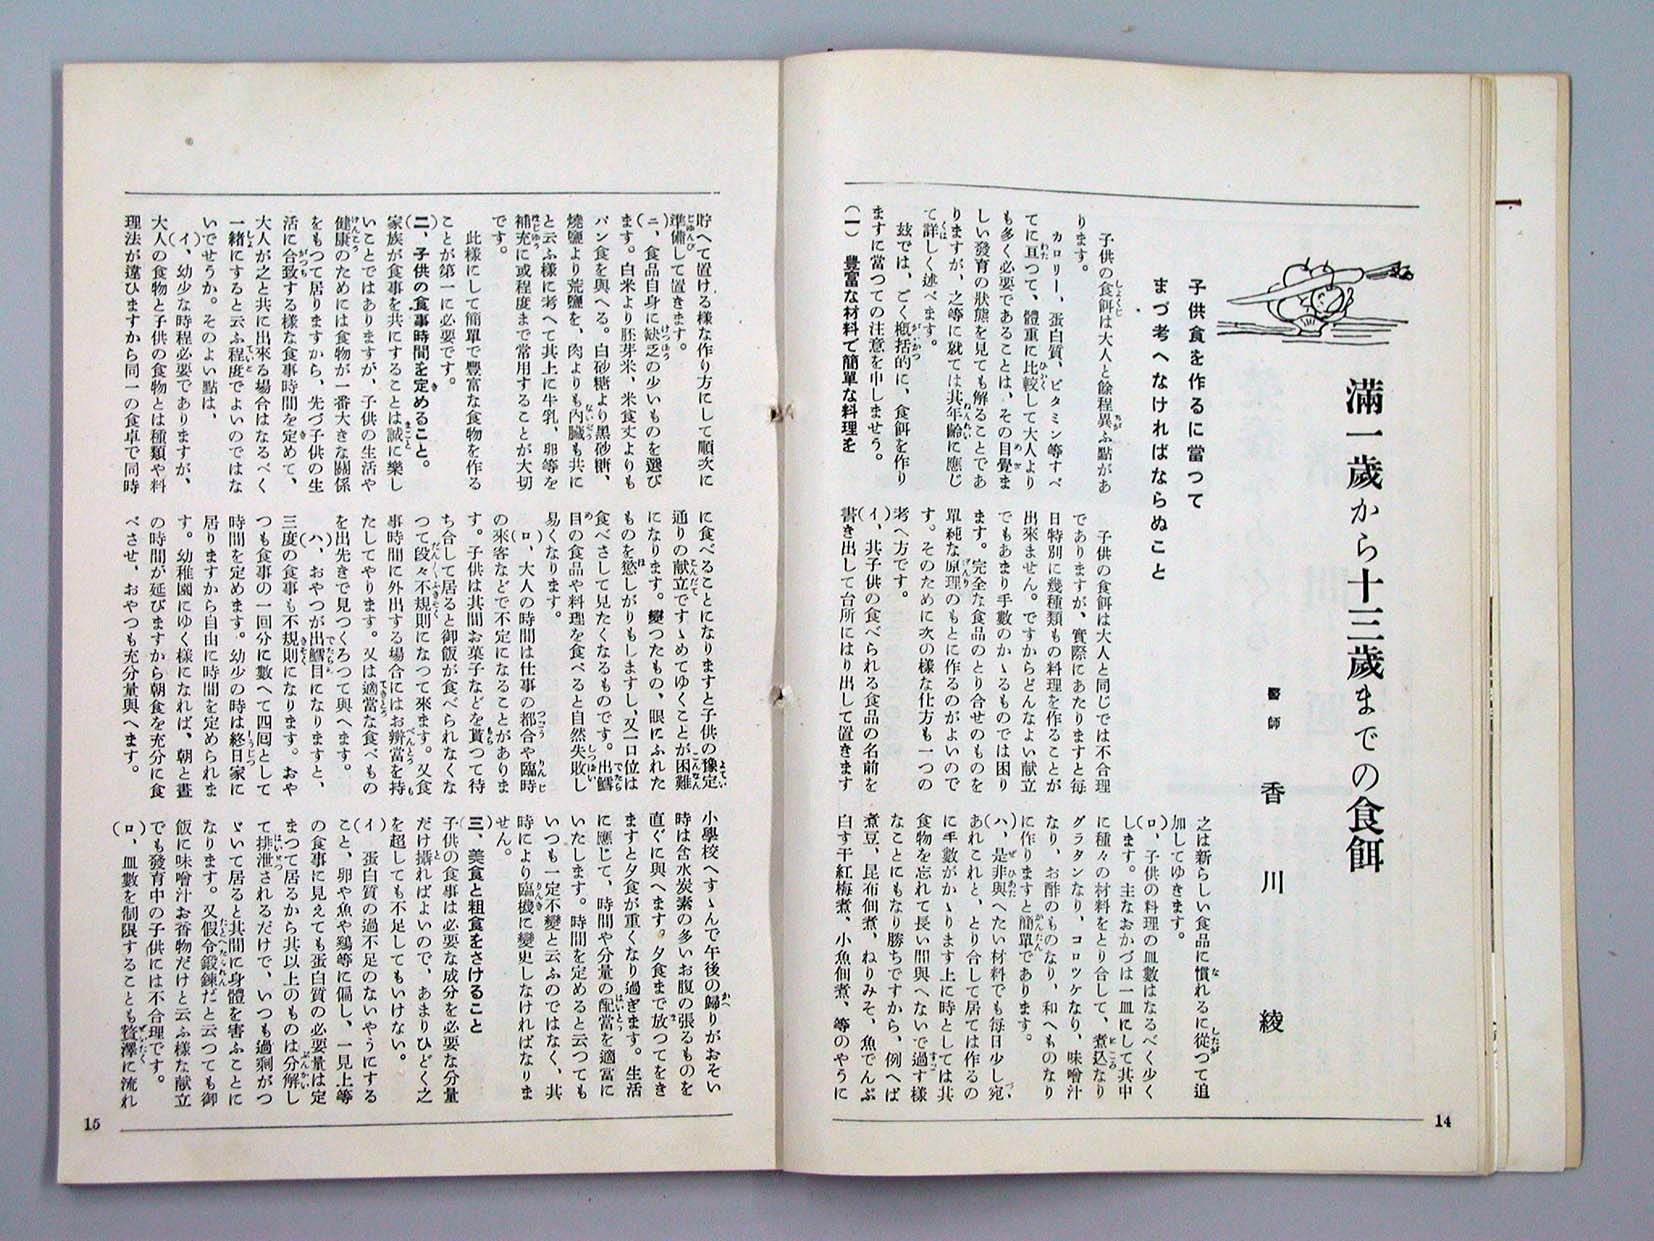 滿一歲から十三歲までの食餌
醫師 香川綾
子供食を作るに當つて
まづ考へなければならぬこと
子供の食餌は大人と餘程異ふ點があ
ります。
カロリー、蛋白質、ビタミン等すべ
てに亙つて、體重に比較して大人より
も多く必要であることは、その目覺ま
しい發育の狀態を見ても解ることであ
りますが、之等に就ては其年齡に應じ
て詳しく述べます。
玆では、ごく概括的に、食餌を作り
ますに當つての注意を申しませう。
(一) 豐富な材料で簡單な料理を
子供の食餌は大人と同じでは不合理
でありますが、實際にあたりますと每
日特別に幾種類もの料理を作ることが
出來ません。ですからどんなよい献立
でもあまり手數のかゝるものでは困り
ます。完全な食品のとり合せのものを
單純な原理のもとに作るのがよいので
す。そのために次の樣な仕方も一つの
考へ方です。
(イ)、其子供の食べられる食品の名前を
書き出して台所にはり出して置きます
之は新らしい食品に慣れるに從つて追
加してゆきます。
(ロ)、子供の料理の皿數はなるべく少く
します。主なおかづは一皿にして其中
に種々の材料をとり合して、煮込なり
グラタンなり、コロツケなり、味噌汁
なり、お酢のものなり、和へものなり
に作りますと簡單であります。
(ハ)、是非與へたい材料でも每日少し宛
あれこれと、とり合して居ては作るの
に手數がかゝります上に時としては其
食物を忘れて長い間與へないで過す樣
なことにもなり勝ちですから、例へば
煮豆、昆布佃煮、ねりみそ、魚でんぶ
白す干紅梅煮、小魚佃煮、等のやうに
14
貯へて置ける樣な作り方にして順次に
準備して置きます。
(ニ)、食品自身に缺乏の少いものを選び
ます。白米より胚芽米、米食丈よりも
パン食を與へる。白砂糖より黑砂糖、
燒鹽より荒鹽を、肉よりも內臟も共に
と云ふ樣に考へて其上に牛乳、卵等を
補充に或程度まで常用することが大切
です。
此樣にして簡單で豐富な食物を作る
ことが第一に必要です。
(二)、子供の食事時間を定めること。
家族が食事を共にすることは誠に樂し
いことではありますが、子供の生活や
健康のためには食物が一番大きな關係
をもつて居りますから、先づ子供の生
活に合致する樣な食事時間を定めて、
大人が之と共に出來る場合はなるべく
一緖にすると云ふ程度でよいのではな
いでせうか。そのよい點は、
(イ)、幼少な時程必要でありますが、
大人の食物と子供の食物とは種類や料
理法が違ひますから同一の食卓で同時
に食べることになりますと子供の豫定
通りの献立ですゝめてゆくことが困難
になります。變つたもの、眼にふれた
ものを慾しがりもしますし、又一口位は
食べさして見たくなるものです。出鱈
目の食品や料理を食べると自然失敗し
易くなります。
(ロ)、大人の時間は仕事の都合や臨時
の來客などで不定になることがありま
す。子供は其間お菓子などを貰つて待
ち合して居ると御飯が食べられなくな
つて段々不規則になつて來ます。又食
事時間に外出する場合にはお辨當を持
たしてやります。又は適當な食べもの
を出先きで見つくろつて與へます。
(ハ)、おやつが出鱈目になりますと、
三度の食事も不規則になります。おや
つも食事の一回分に數へて四囘として
時間を定めます。幼少の時は終日家に
居りますから自由に時間を定められま
す。幼稚園にゆく樣になれば、朝と晝
の時間が延びますから朝食を充分に食
べさせ、おやつも充分量與へます。
小學校へすゝんで午後の歸りがおそい
時は含水炭素の多いお腹の張るものを
直ぐに與へます。夕食まで放つてをき
ますと夕食が重くなり過ぎます。生活
に應じて、時間や分量の配當を適當に
いたします。時間を定めると云つても
いつも一定不變と云ふのではなく、其
時により臨機に變更しなければなりま
せん。
三、美食と粗食をさけること
子供の食事は必要な成分を必要な分量
だけ攝ればよいので、あまりひどく之
を超しても不足してもいけない。
(イ) 蛋白質の過不足のないやうにする
こと、卵や魚や鷄等に偏し、一見上等
の食事に見えても蛋白質の必要量は定
まつて居るから其以上のものは分解し
て排泄されるだけで、いつも過剩がつ
ゞいて居ると共間に身體を害ふことに
なります。又假令鍛鍊だと云つても御
飯に味噌汁お香物だけと云ふ樣な献立
でも發育中の子供には不合理です。
(ロ)、皿數を制限することも贅澤に流れ
15